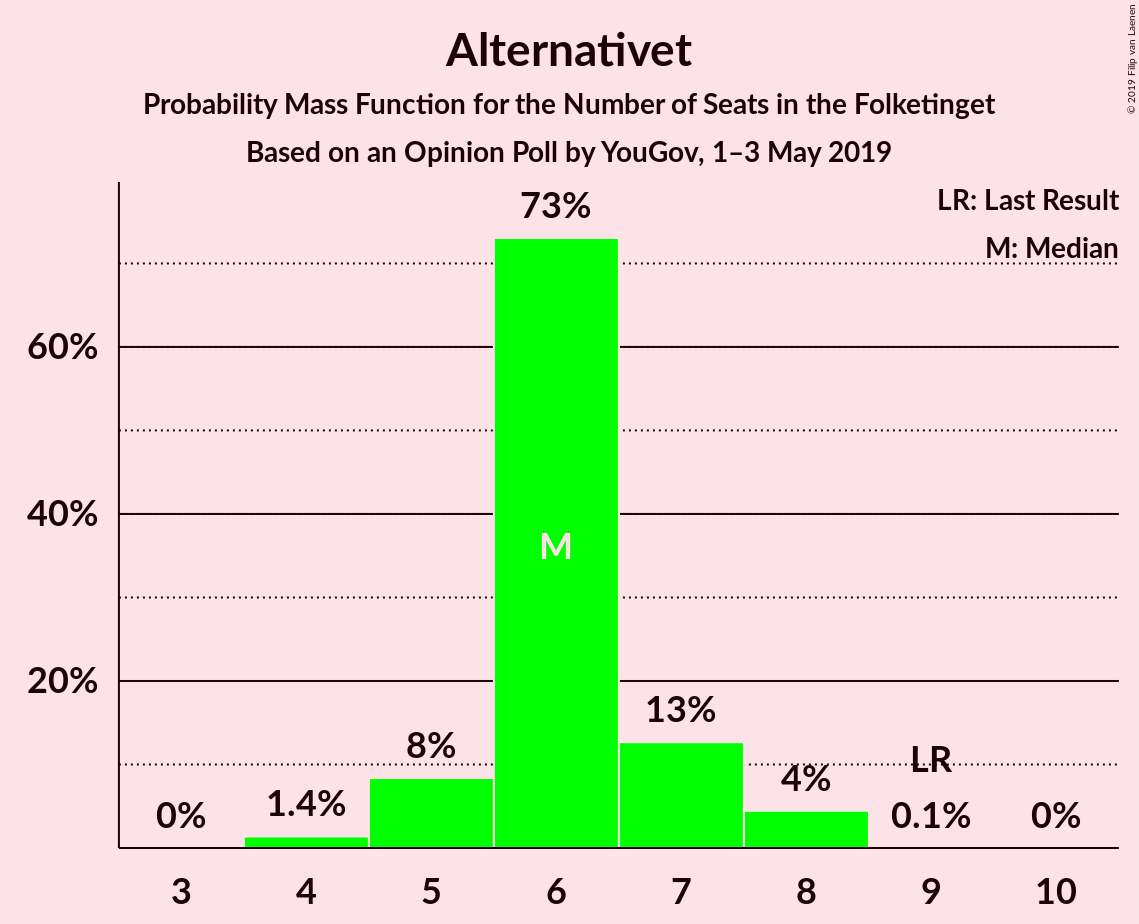 Alternativet
Probability Mass Function for the Number of Seats in the Folketinget
Based on an Opinion Poll by YouGov, 1–3 May 2019
© 2019 Filip van Laenen
LR: Last Result
M: Median
73%
60%
40%
M
20%
13%
8%
LR
4%
1.4%
0%
0.1%
0%
3 4 5 6 7 8 9 10